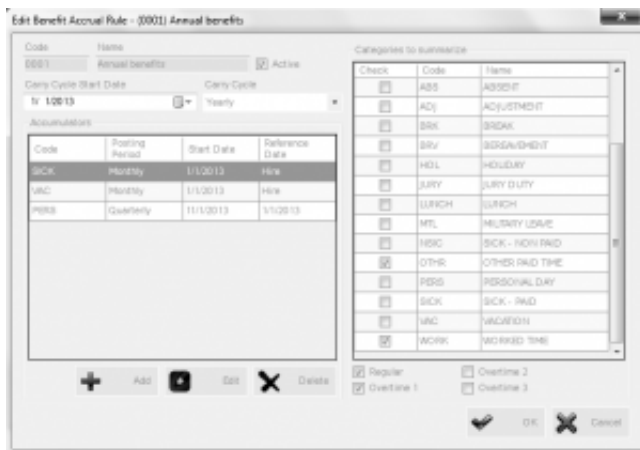 Edit Benefit Accrual Rule - (0001) Annual benefits
Code Name
0001 Annual benefits Active
Carry Cycle Start Date Carry Cycle
1/ 1/2013 Yearly
Accumulators
Code Posting Period Start Date Reference Date
SICK Monthly 1/1/2013 Hire
VAC Monthly 1/1/2013 Hire
PERS Quarterly 11/1/2013 1/1/2013
Add Edit Delete
Categories to summarize
Check Code Name
ABS ABSENT
ADJ ADJUSTMENT
BRK BREAK
BRV BEREAVEMENT
HOL HOLIDAY
JURY JURY DUTY
LUNCH LUNCH
MTL MILITARY LEAVE
NSIC SICK - NON PAID
OTHR OTHER PAID TIME
PERS PERSONAL DAY
SICK SICK - PAID
VAC VACATION
WORK WORKED TIME
Regular Overtime 2
Overtime 1 Overtime 3
OK Cancel